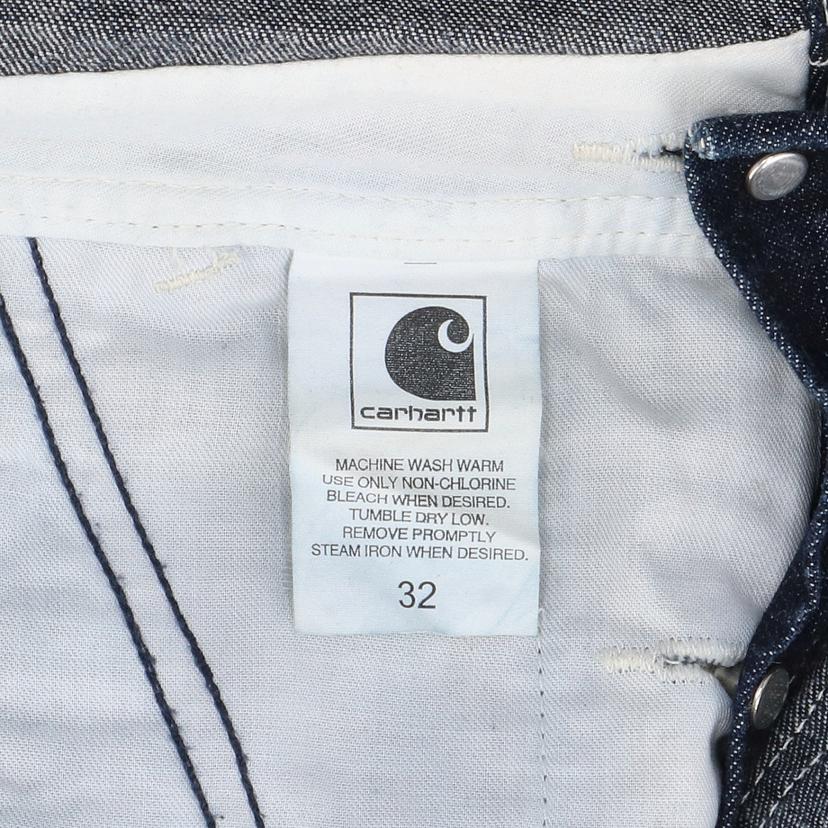 carhartt
MACHINE WASH WARM
USE ONLY NON-CHLORINE
BLEACH WHEN DESIRED.
TUMBLE DRY LOW.
REMOVE PROMPTLY
STEAM IRON WHEN DESIRED.
32